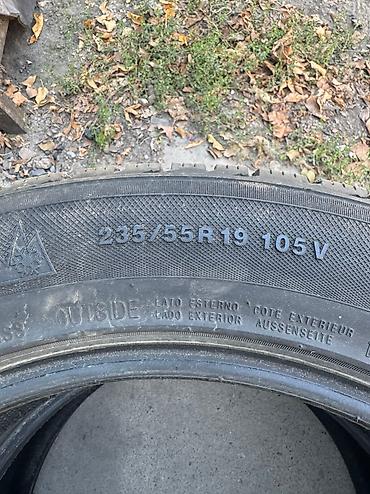 235/55R19 105V
OUTSIDE
LATO ESTERNO COTE EXTERIEUR
LADO EXTERIOR AUSSENSEITE